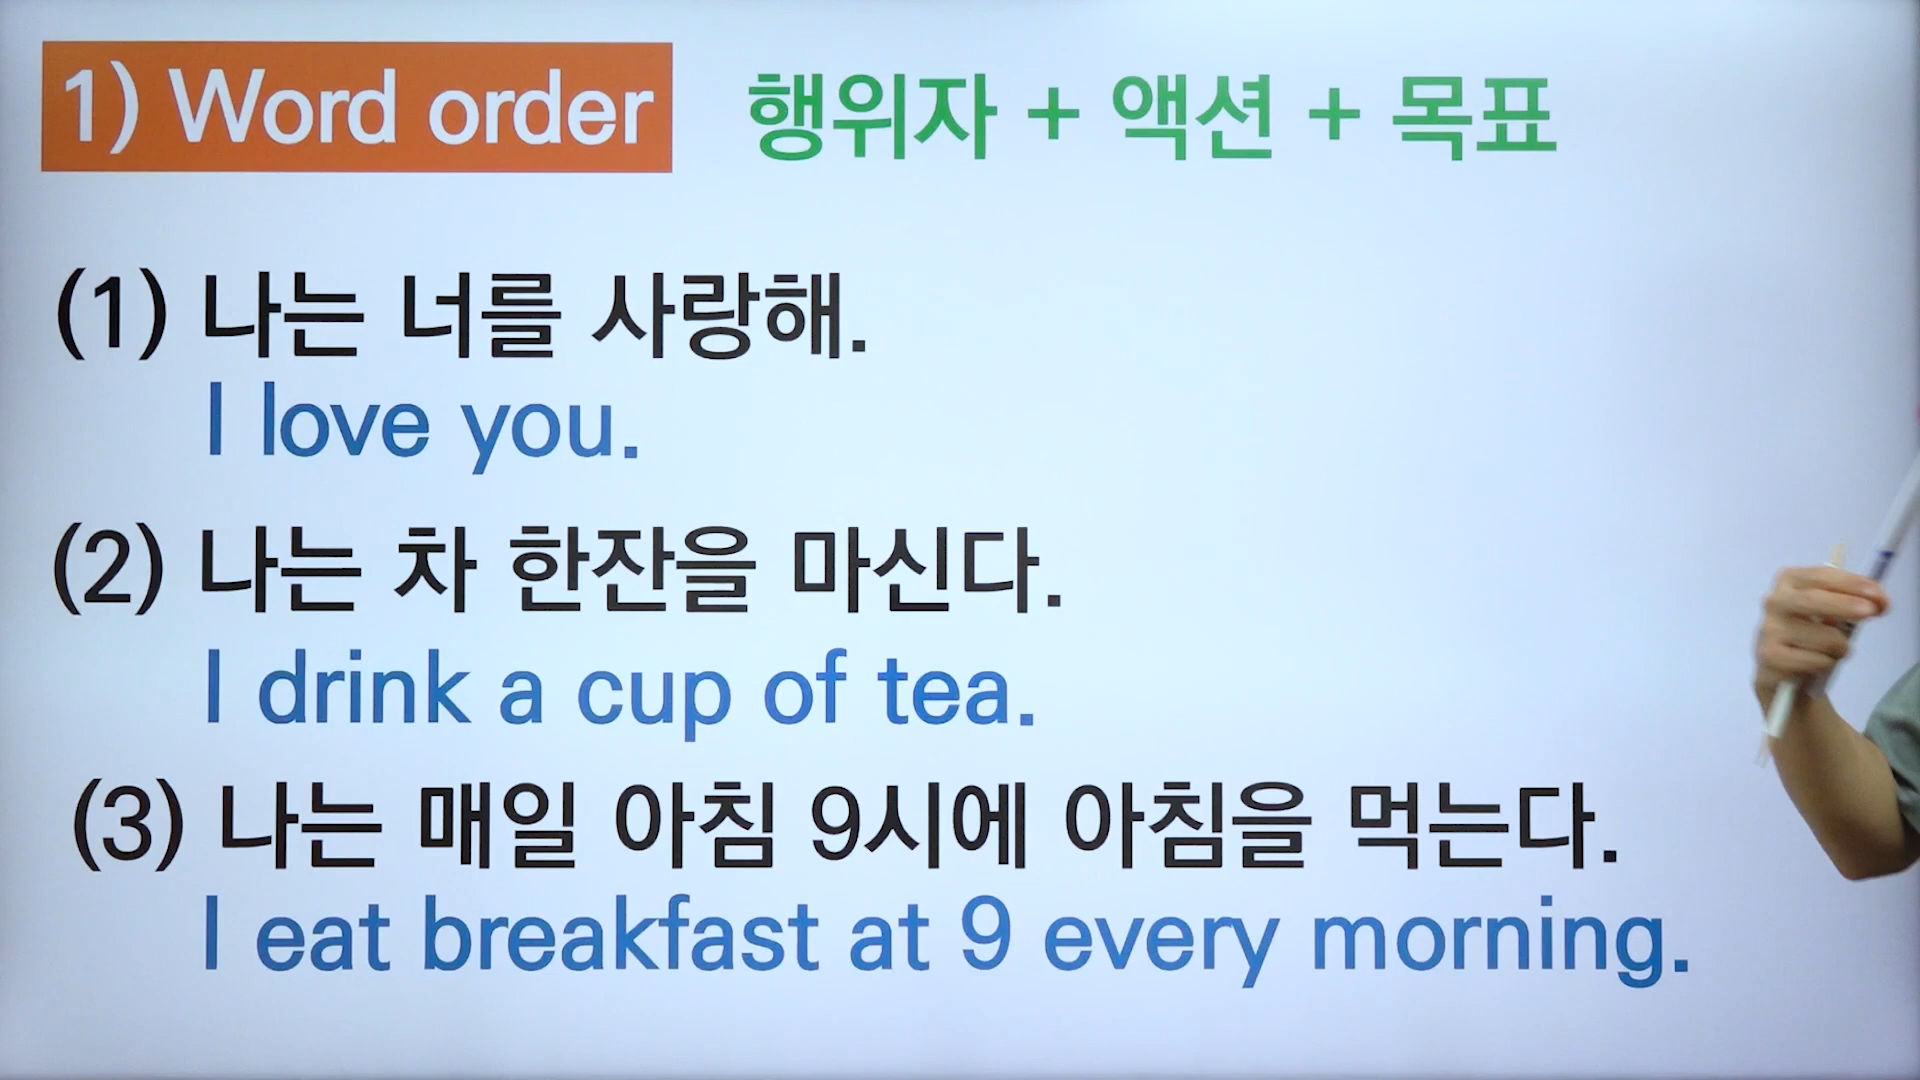 1) Word order 행위자 + 액션 + 목표
(1) 나는 너를 사랑해.
I love you.
(2) 나는 차 한잔을 마신다.
I drink a cup of tea.
(3) 나는 매일 아침 9시에 아침을 먹는다.
I eat breakfast at 9 every morning.